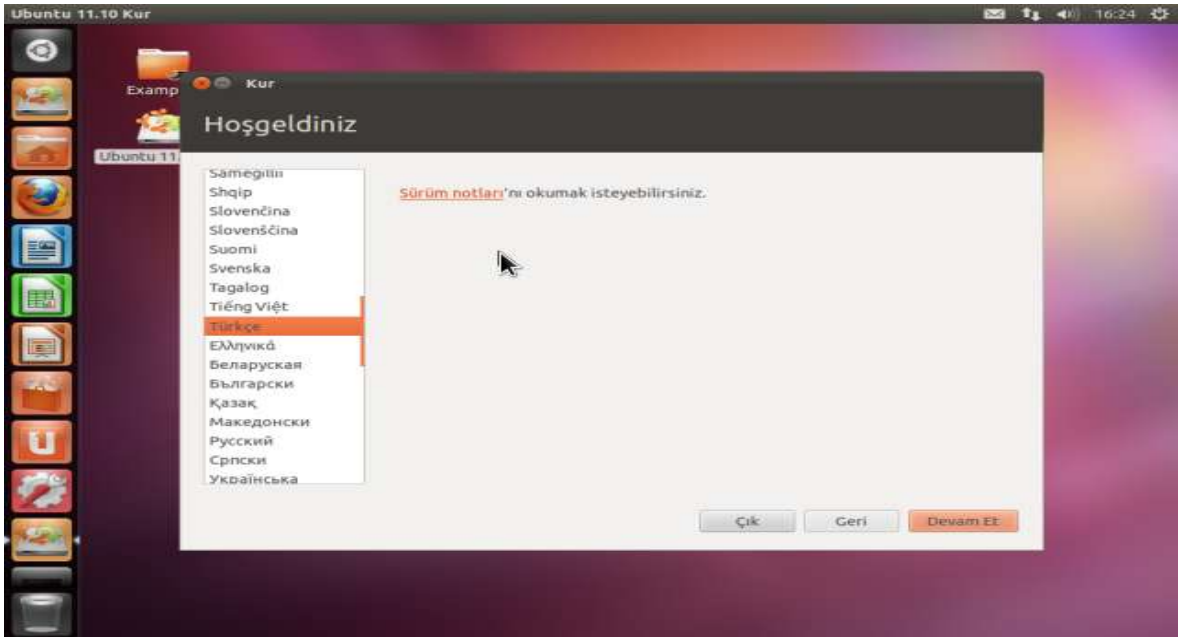 Ubuntu 11.10 Kur
16:24
Examp
Kur
Hoşgeldiniz
Ubuntu 11.
Sámegillii
Shqip
Slovenčina
Slovenščina
Suomi
Svenska
Tagalog
Tiếng Việt
Türkçe
Ελληνικά
Беларуская
Български
Қазақ
Македонски
Русский
Српски
Українська
Sürüm notları'nı okumak isteyebilirsiniz.
Çık
Geri
Devam Et